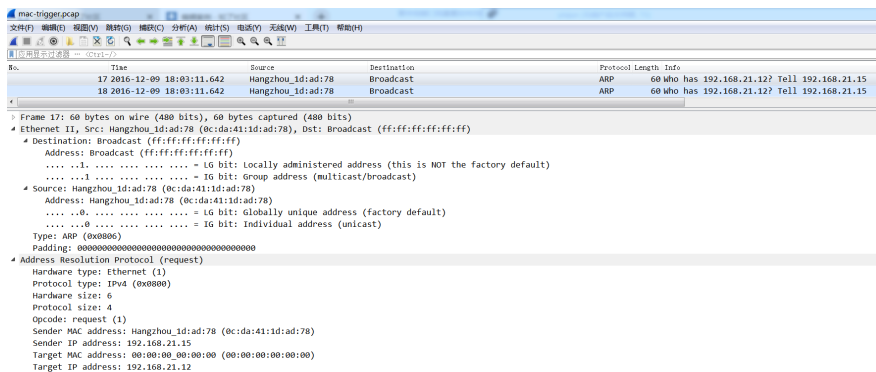 mac-trigger.pcap
文件(F) 编辑(E) 视图(V) 跳转(G) 捕获(C) 分析(A) 统计(S) 电话(Y) 无线(W) 工具(T) 帮助(H)
应用显示过滤器 … <Ctrl-/>
No. Time Source Destination Protocol Length Info
17 2016-12-09 18:03:11.642 Hangzhou_1d:ad:78 Broadcast ARP 60 Who has 192.168.21.12? Tell 192.168.21.15
18 2016-12-09 18:03:11.642 Hangzhou_1d:ad:78 Broadcast ARP 60 Who has 192.168.21.12? Tell 192.168.21.15
Frame 17: 60 bytes on wire (480 bits), 60 bytes captured (480 bits)
Ethernet II, Src: Hangzhou_1d:ad:78 (0c:da:41:1d:ad:78), Dst: Broadcast (ff:ff:ff:ff:ff:ff)
Destination: Broadcast (ff:ff:ff:ff:ff:ff)
Address: Broadcast (ff:ff:ff:ff:ff:ff)
.... ..1. .... .... .... .... = LG bit: Locally administered address (this is NOT the factory default)
.... ...1 .... .... .... .... = IG bit: Group address (multicast/broadcast)
Source: Hangzhou_1d:ad:78 (0c:da:41:1d:ad:78)
Address: Hangzhou_1d:ad:78 (0c:da:41:1d:ad:78)
.... ..0. .... .... .... .... = LG bit: Globally unique address (factory default)
.... ...0 .... .... .... .... = IG bit: Individual address (unicast)
Type: ARP (0x0806)
Padding: 000000000000000000000000000000000000
Address Resolution Protocol (request)
Hardware type: Ethernet (1)
Protocol type: IPv4 (0x0800)
Hardware size: 6
Protocol size: 4
Opcode: request (1)
Sender MAC address: Hangzhou_1d:ad:78 (0c:da:41:1d:ad:78)
Sender IP address: 192.168.21.15
Target MAC address: 00:00:00_00:00:00 (00:00:00:00:00:00)
Target IP address: 192.168.21.12